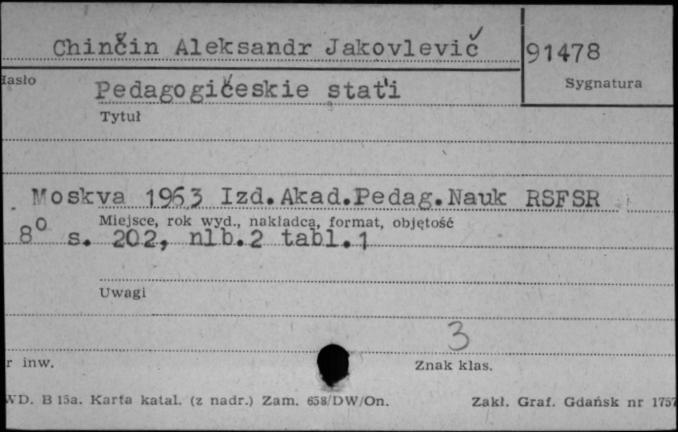 Chinčin Aleksandr Jakovlevič 91478
Hasło Sygnatura
Pedagogičeskie stat'i
Tytuł
Moskva 1963 Izd.Akad.Pedag.Nauk RSFSR
Miejsce, rok wyd., nakładca, format, objętość
8° s. 202, nlb.2 tabl.1
Uwagi
3
r inw. Znak klas.
WD. B 15a. Karta katal. (z nadr.) Zam. 658/DW/On. Zakł. Graf. Gdańsk nr 1757